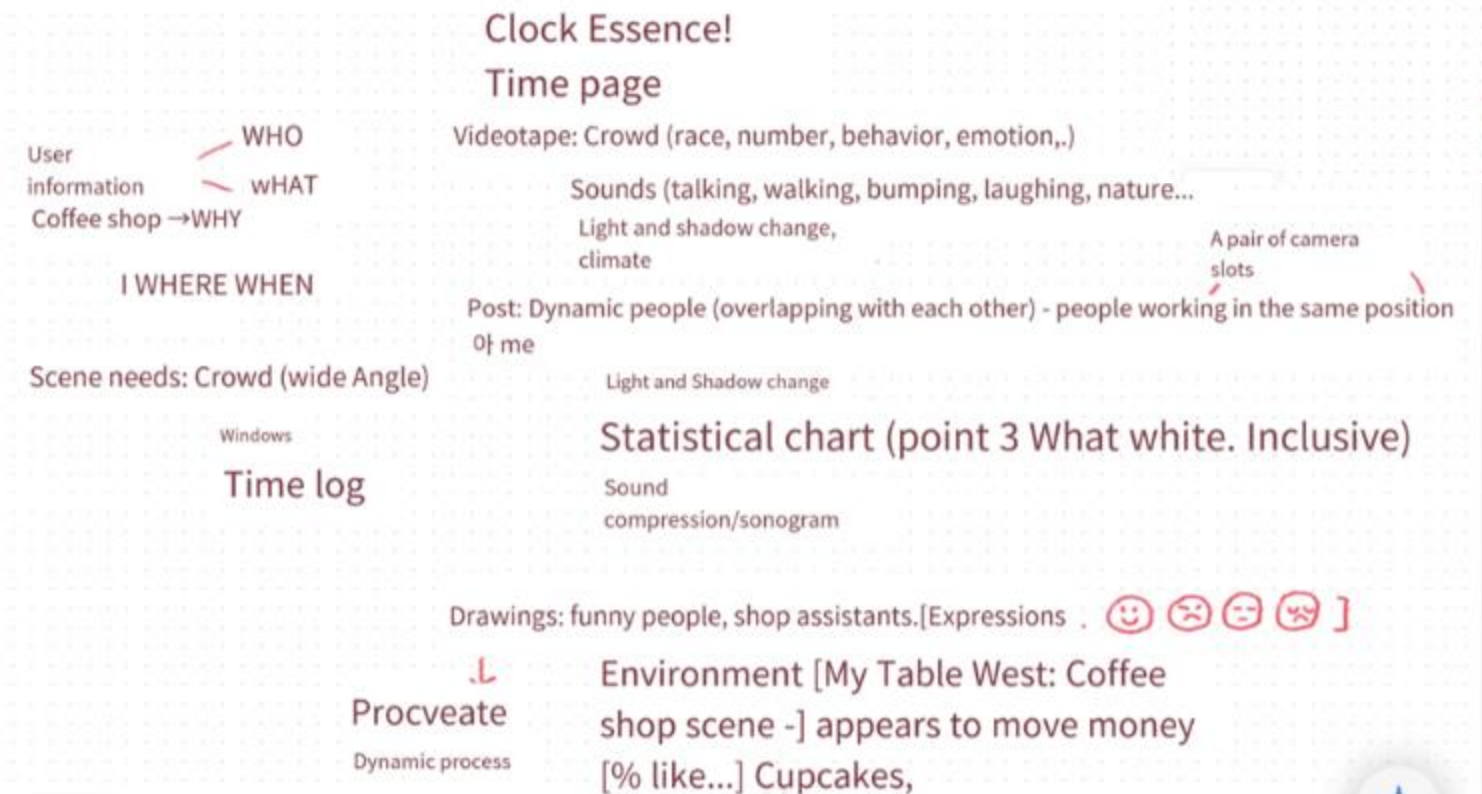 Clock Essence!
Time page
WHO
Videotape: Crowd (race, number, behavior, emotion,.)
User
information
wHAT
Sounds (talking, walking, bumping, laughing, nature...
Coffee shop →WHY
Light and shadow change,
climate
A pair of camera
slots
I WHERE WHEN
Post: Dynamic people (overlapping with each other) - people working in the same position
아 me
Scene needs: Crowd (wide Angle)
Light and Shadow change
Windows
Statistical chart (point 3 What white. Inclusive)
Time log
Sound
compression/sonogram
Drawings: funny people, shop assistants.[Expressions . ]
Environment [My Table West: Coffee
shop scene -] appears to move money
[% like...] Cupcakes,
Procveate
Dynamic process